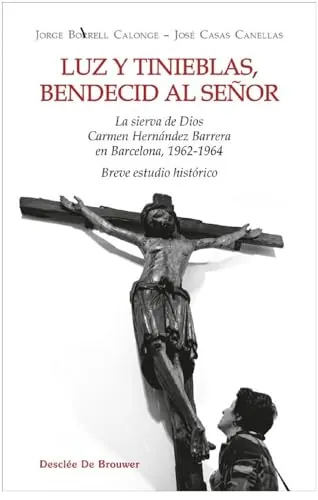 Jorge Borrell Calonge – José Casas Canellas
LUZ Y TINIEBLAS,
BENDECID AL SEÑOR
La sierva de Dios
Carmen Hernández Barrera
en Barcelona, 1962-1964
Breve estudio histórico
Desclée De Brouwer